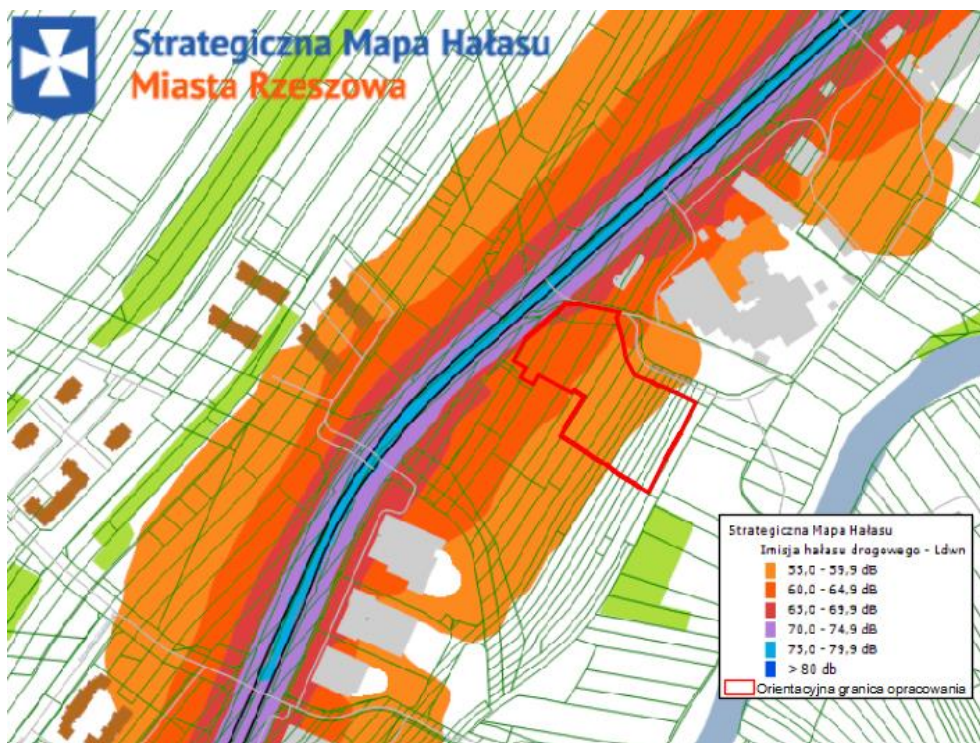 Strategiczna Mapa Hałasu
Miasta Rzeszowa
Strategiczna Mapa Hałasu
Imisja hałasu drogowego - Ldwn
55,0 - 59,9 dB
60,0 - 64,9 dB
65,0 - 69,9 dB
70,0 - 74,9 dB
75,0 - 79,9 dB
> 80 db
Orientacyjna granica opracowania